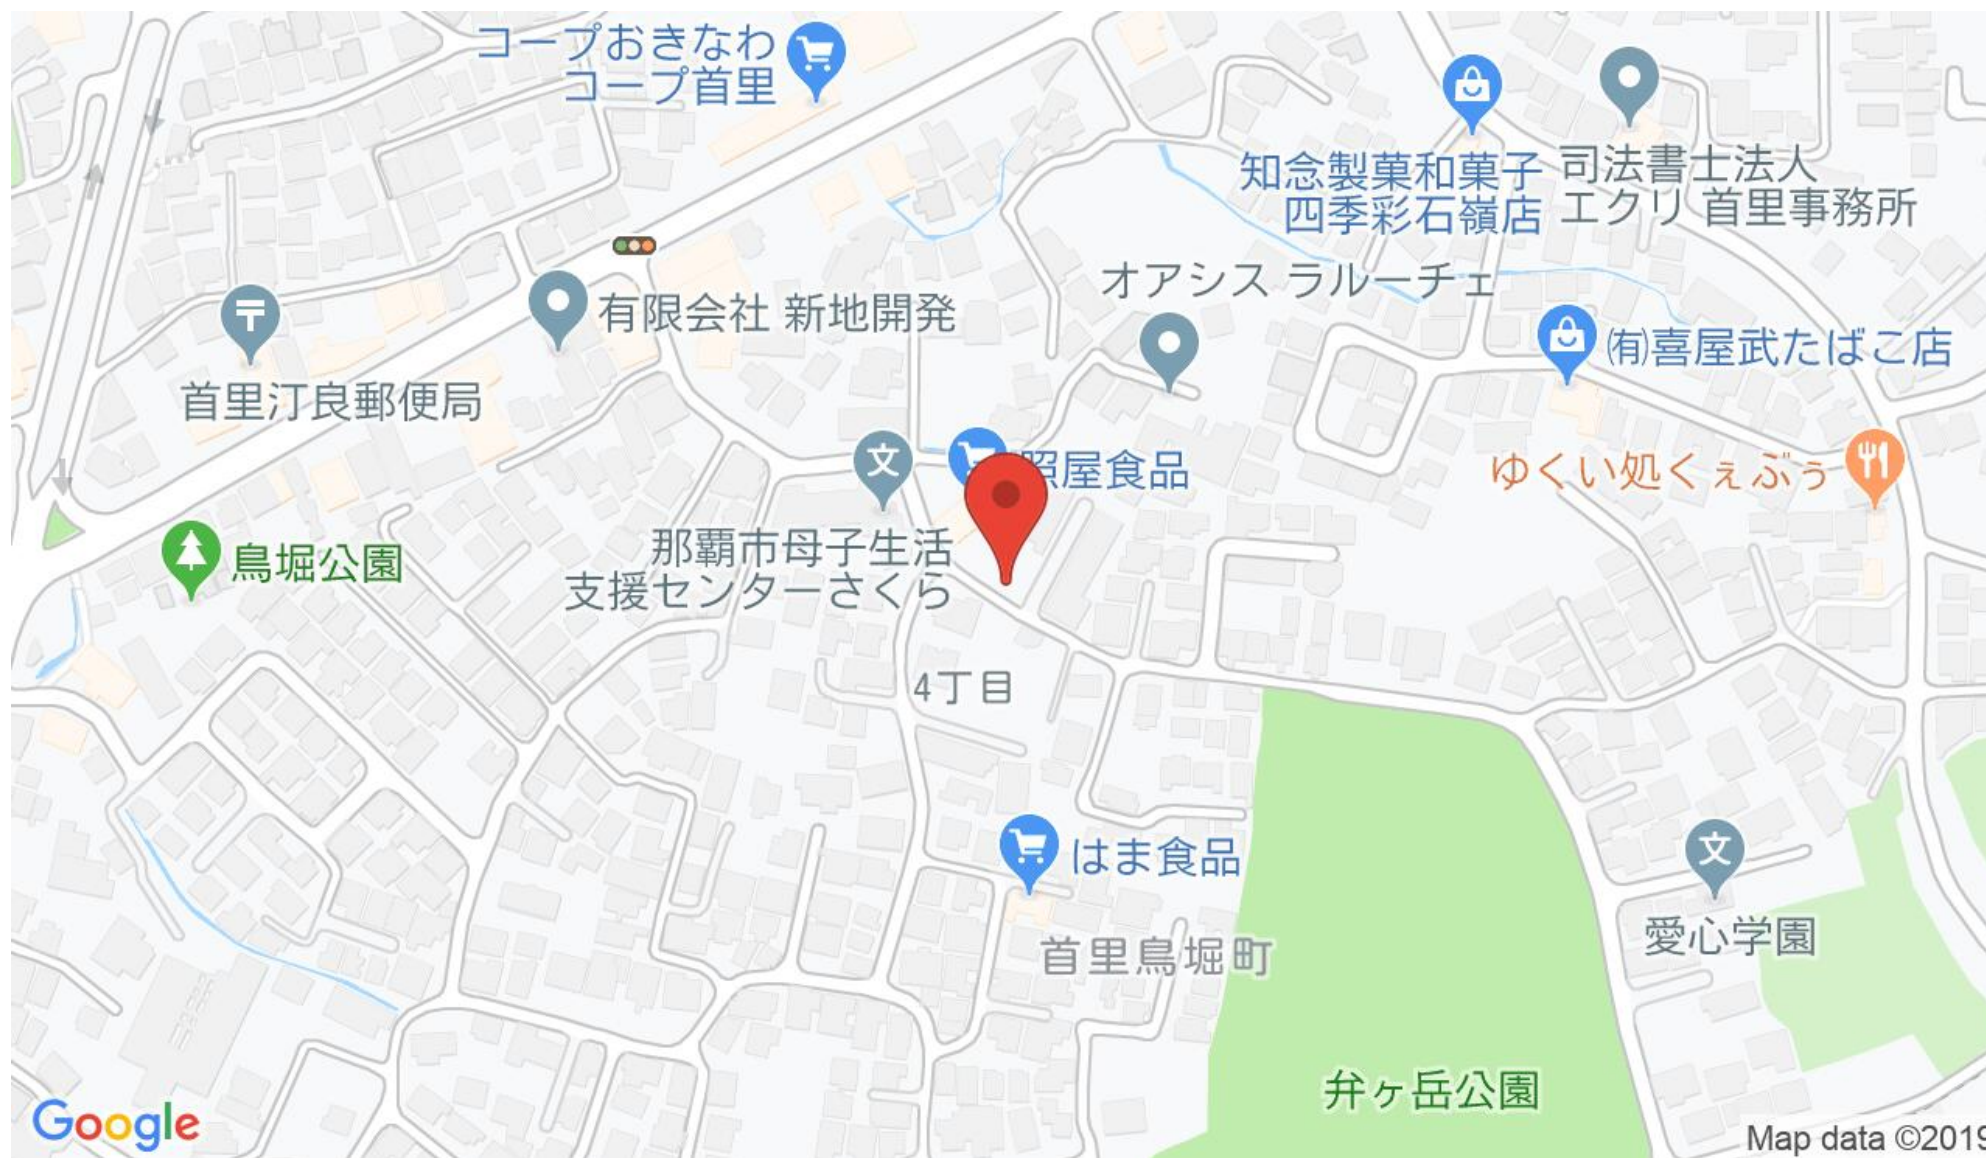 コープおきなわ
コープ首里
知念製菓和菓子
四季彩石嶺店
司法書士法人
エクリ 首里事務所
オアシス ラルーチェ
〒
有限会社 新地開発
㈲喜屋武たばこ店
首里汀良郵便局
文
照屋食品
ゆくい処くぇぶぅ
鳥堀公園
那覇市母子生活
支援センターさくら
4丁目
はま食品
文
愛心学園
首里鳥堀町
弁ヶ岳公園
Google
Map data ©2019